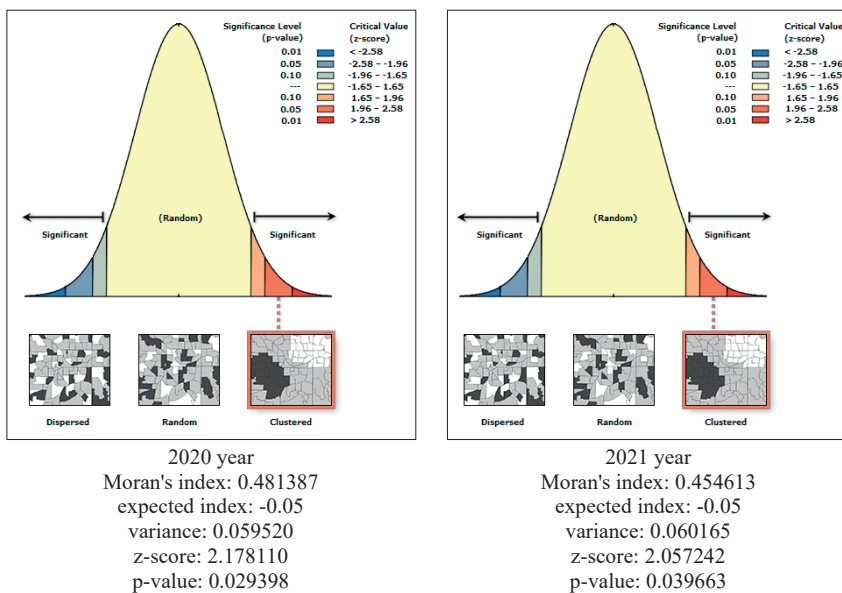 Significance Level (p-value) Critical Value (z-score)
0.01 < -2.58
0.05 -2.58 – -1.96
0.10 -1.96 – -1.65
--- -1.65 – 1.65
0.10 1.65 – 1.96
0.05 1.96 – 2.58
0.01 > 2.58
(Random)
Significant Significant
Dispersed Random Clustered
2020 year
Moran's index: 0.481387
expected index: -0.05
variance: 0.059520
z-score: 2.178110
p-value: 0.029398
Significance Level (p-value) Critical Value (z-score)
0.01 < -2.58
0.05 -2.58 – -1.96
0.10 -1.96 – -1.65
--- -1.65 – 1.65
0.10 1.65 – 1.96
0.05 1.96 – 2.58
0.01 > 2.58
(Random)
Significant Significant
Dispersed Random Clustered
2021 year
Moran's index: 0.454613
expected index: -0.05
variance: 0.060165
z-score: 2.057242
p-value: 0.039663